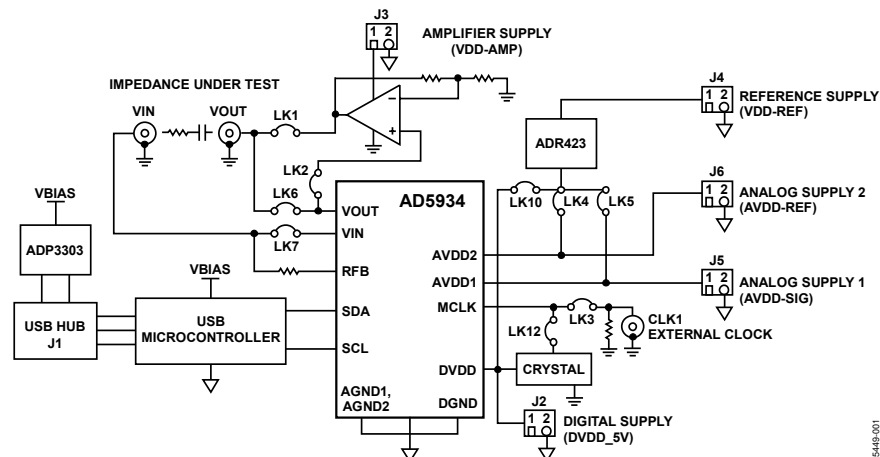 J3
1 2
AMPLIFIER SUPPLY
(VDD-AMP)
IMPEDANCE UNDER TEST
VIN
VOUT
LK1
−
+
J4
1 2
REFERENCE SUPPLY
(VDD-REF)
ADR423
LK2
LK6
LK7
VBIAS
ADP3303
USB HUB
J1
VBIAS
USB
MICROCONTROLLER
AD5934
VOUT
VIN
RFB
SDA
SCL
AGND1,
AGND2
AVDD2
AVDD1
MCLK
DVDD
DGND
LK10
LK4
LK5
J6
1 2
ANALOG SUPPLY 2
(AVDD-REF)
J5
1 2
ANALOG SUPPLY 1
(AVDD-SIG)
LK3
LK12
CLK1
EXTERNAL CLOCK
CRYSTAL
J2
1 2
DIGITAL SUPPLY
(DVDD_5V)
5449-001